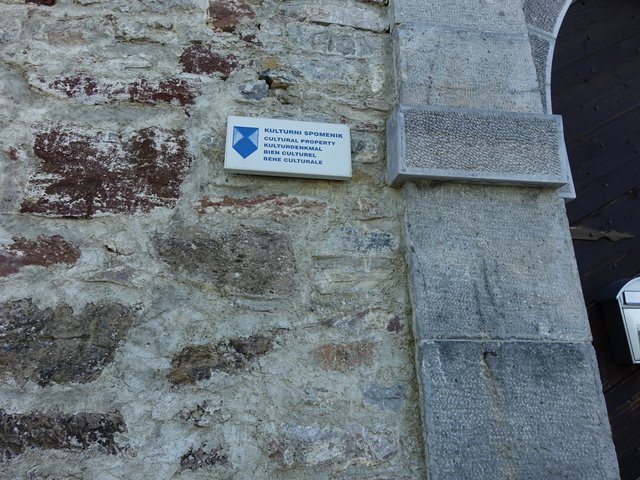 KULTURNI SPOMENIK
CULTURAL PROPERTY
KULTURDENKMAL
BIEN CULTUREL
BENE CULTURALE